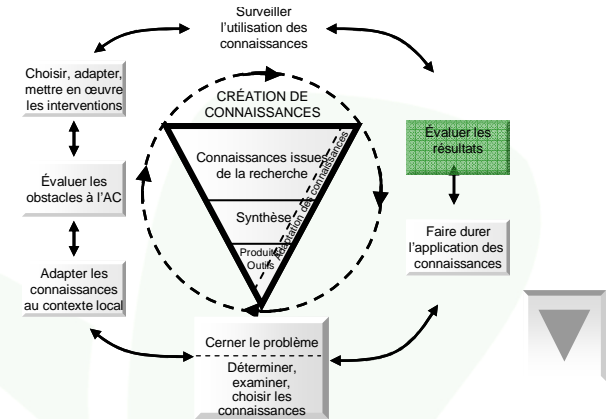 Surveiller
l'utilisation des
connaissances
Choisir, adapter,
mettre en œuvre
les interventions
CRÉATION DE
CONNAISSANCES
Évaluer les
résultats
Connaissances issues
de la recherche
Adaptation des connaissances
Évaluer les
obstacles à l'AC
Synthèse
Produits
Outils
Faire durer
l'application des
connaissances
Adapter les
connaissances
au contexte local
Cerner le problème
Déterminer,
examiner,
choisir les
connaissances